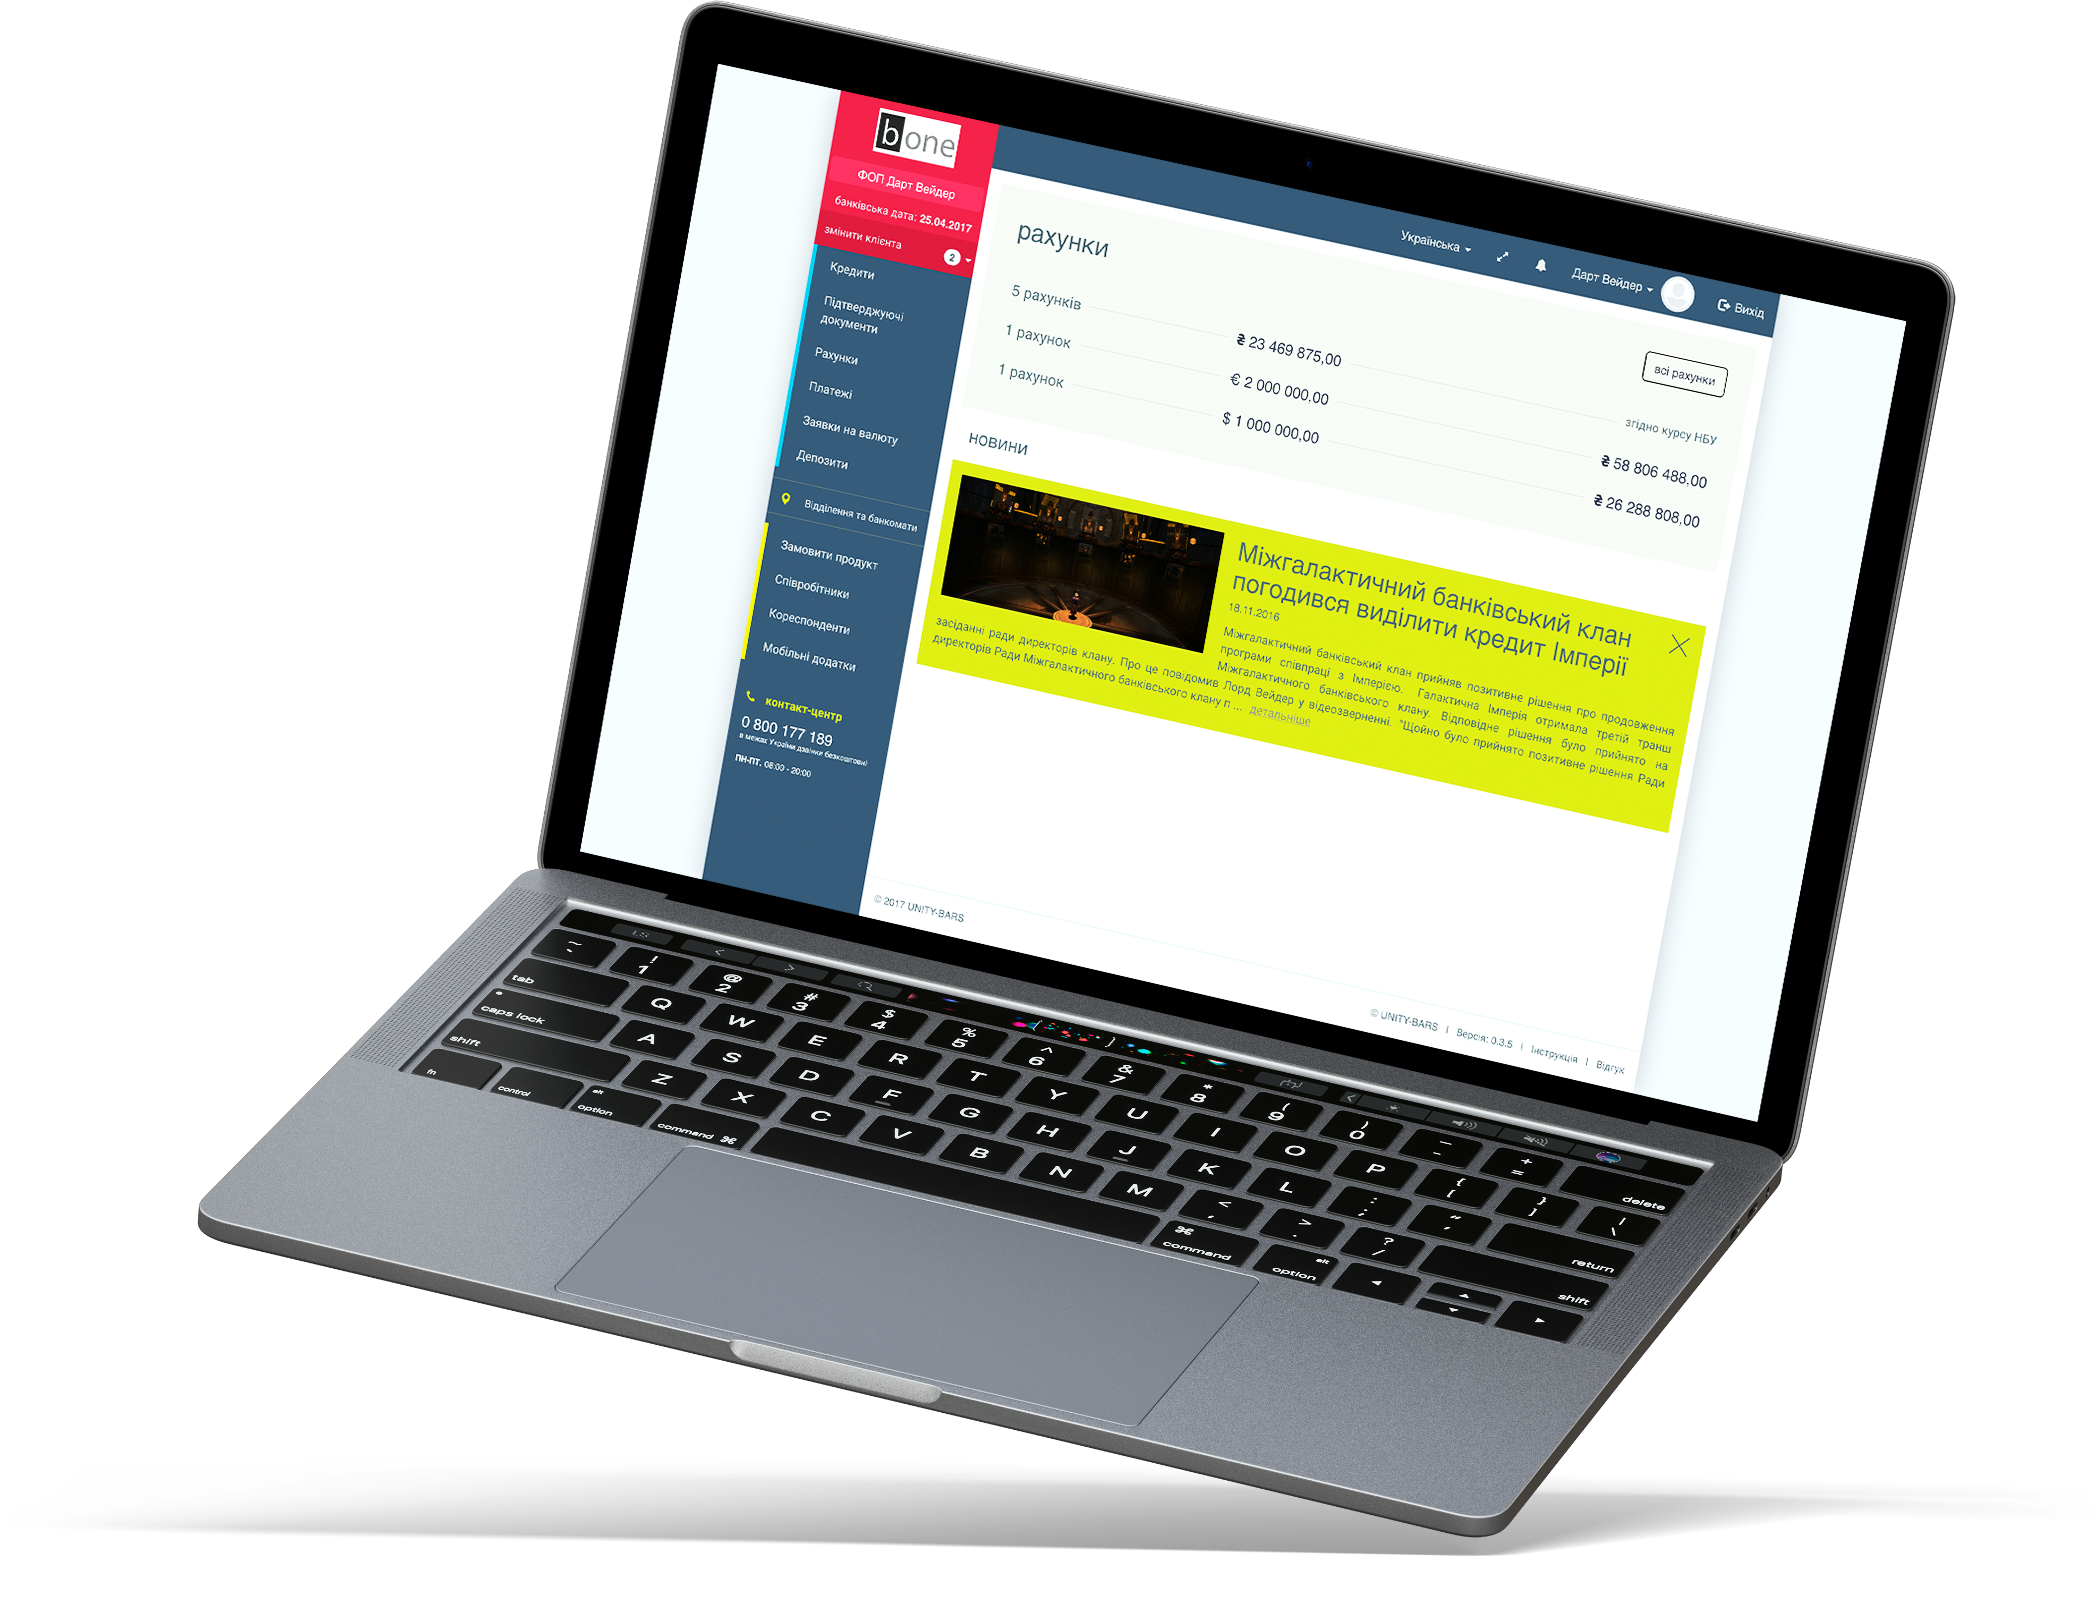 bone
ФОП Дарт Вейдер
банківська дата: 25.04.2017
змінити клієнта 2
Кредити
Підтверджуючі
документи
Рахунки
Платежі
Заявки на валюту
Депозити
Відділення та банкомати
Замовити продукт
Співробітники
Кореспонденти
Мобільні додатки
контакт-центр
0 800 177 189
в межах України дзвінки безкоштовні
пн-пт. 08:00 - 20:00
Українська
Дарт Вейдер
Вихід
рахунки
всі рахунки
згідно курсу НБУ
5 рахунків ₴ 23 469 875,00
1 рахунок € 2 000 000,00 ₴ 58 806 488,00
1 рахунок $ 1 000 000,00 ₴ 26 288 808,00
новини
Міжгалактичний банківський клан
погодився виділити кредит Імперії
18.11.2016
Міжгалактичний банківський клан прийняв позитивне рішення про продовження
програми співпраці з Імперією. Галактична Імперія отримала третій транш
Міжгалактичного банківського клану. Відповідне рішення було прийнято на
засіданні ради директорів клану. Про це повідомив Лорд Вейдер у відеозверненні. "Щойно було прийнято позитивне рішення Ради
директорів Ради Міжгалактичного банківського клану п ... детальніше
© 2017 UNITY-BARS
© UNITY-BARS | Версія: 0.3.5 | Інструкція | Відгук
~ ! 1 @ 2 # 3 $ 4 % 5 ^ 6 & 7 * 8 ( 9 ) 0 _ - + = delete
tab Q W E R T Y U I O P { [ } ] | \
caps lock A S D F G H J K L : ; " ' return
shift Z X C V B N M < , > . ? / shift
fn control alt option command ⌘ ⌘ command alt option